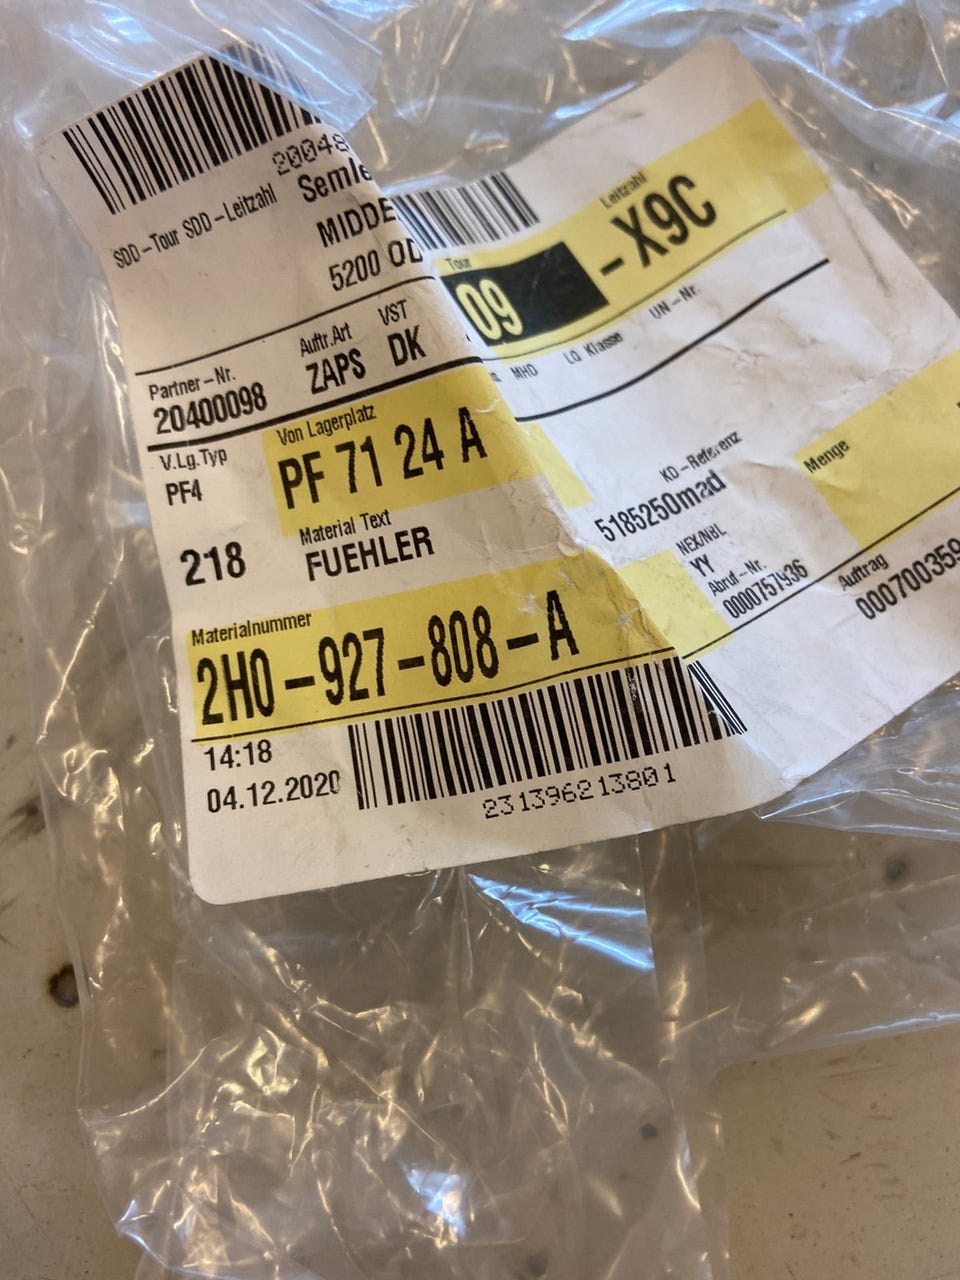 20048
SDD-Tour SDD-Leitzahl
Semle
MIDDE
5200 OD
Tour
Leitzahl
09
-X9C
Partner-Nr.
Auftr.Art
VST
20400098
ZAPS
DK
MHD
LQ Klasse
UN-Nr.
V.Lg.Typ
Von Lagerplatz
PF4
PF 71 24 A
KD-Referenz
Menge
5185250mad
218
Material Text
FUEHLER
NEX/NBL
YY
Abruf-Nr.
0000757936
Auftrag
000700359
Materialnummer
2H0-927-808-A
14:18
04.12.2020
231396213801